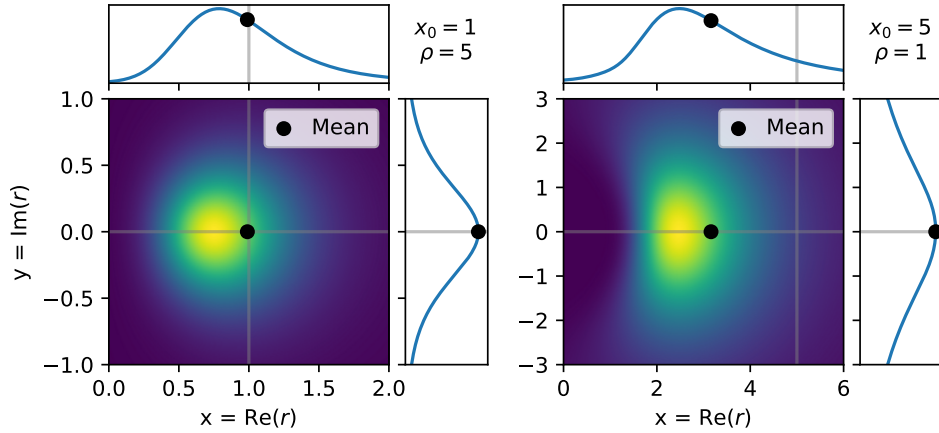 x₀ = 1
ρ = 5
Mean
1.0
0.5
0.0
−0.5
−1.0
y = Im(r)
0.0
0.5
1.0
1.5
2.0
x = Re(r)
x₀ = 5
ρ = 1
Mean
3
2
1
0
−1
−2
−3
0
2
4
6
x = Re(r)